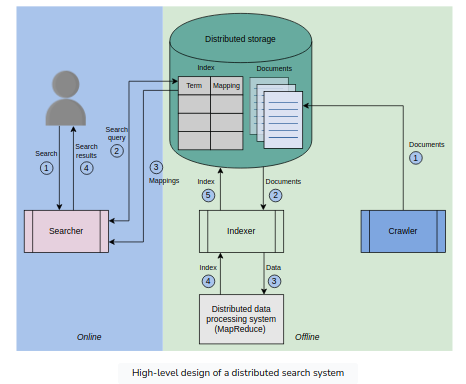 Distributed storage
Index
Documents
Term
Mapping
Search
query
2
Search
1
Search
results
4
3
Mappings
Documents
1
Index
5
Documents
2
Searcher
Indexer
Crawler
Index
4
Data
3
Distributed data
processing system
(MapReduce)
Online
Offline
High-level design of a distributed search system